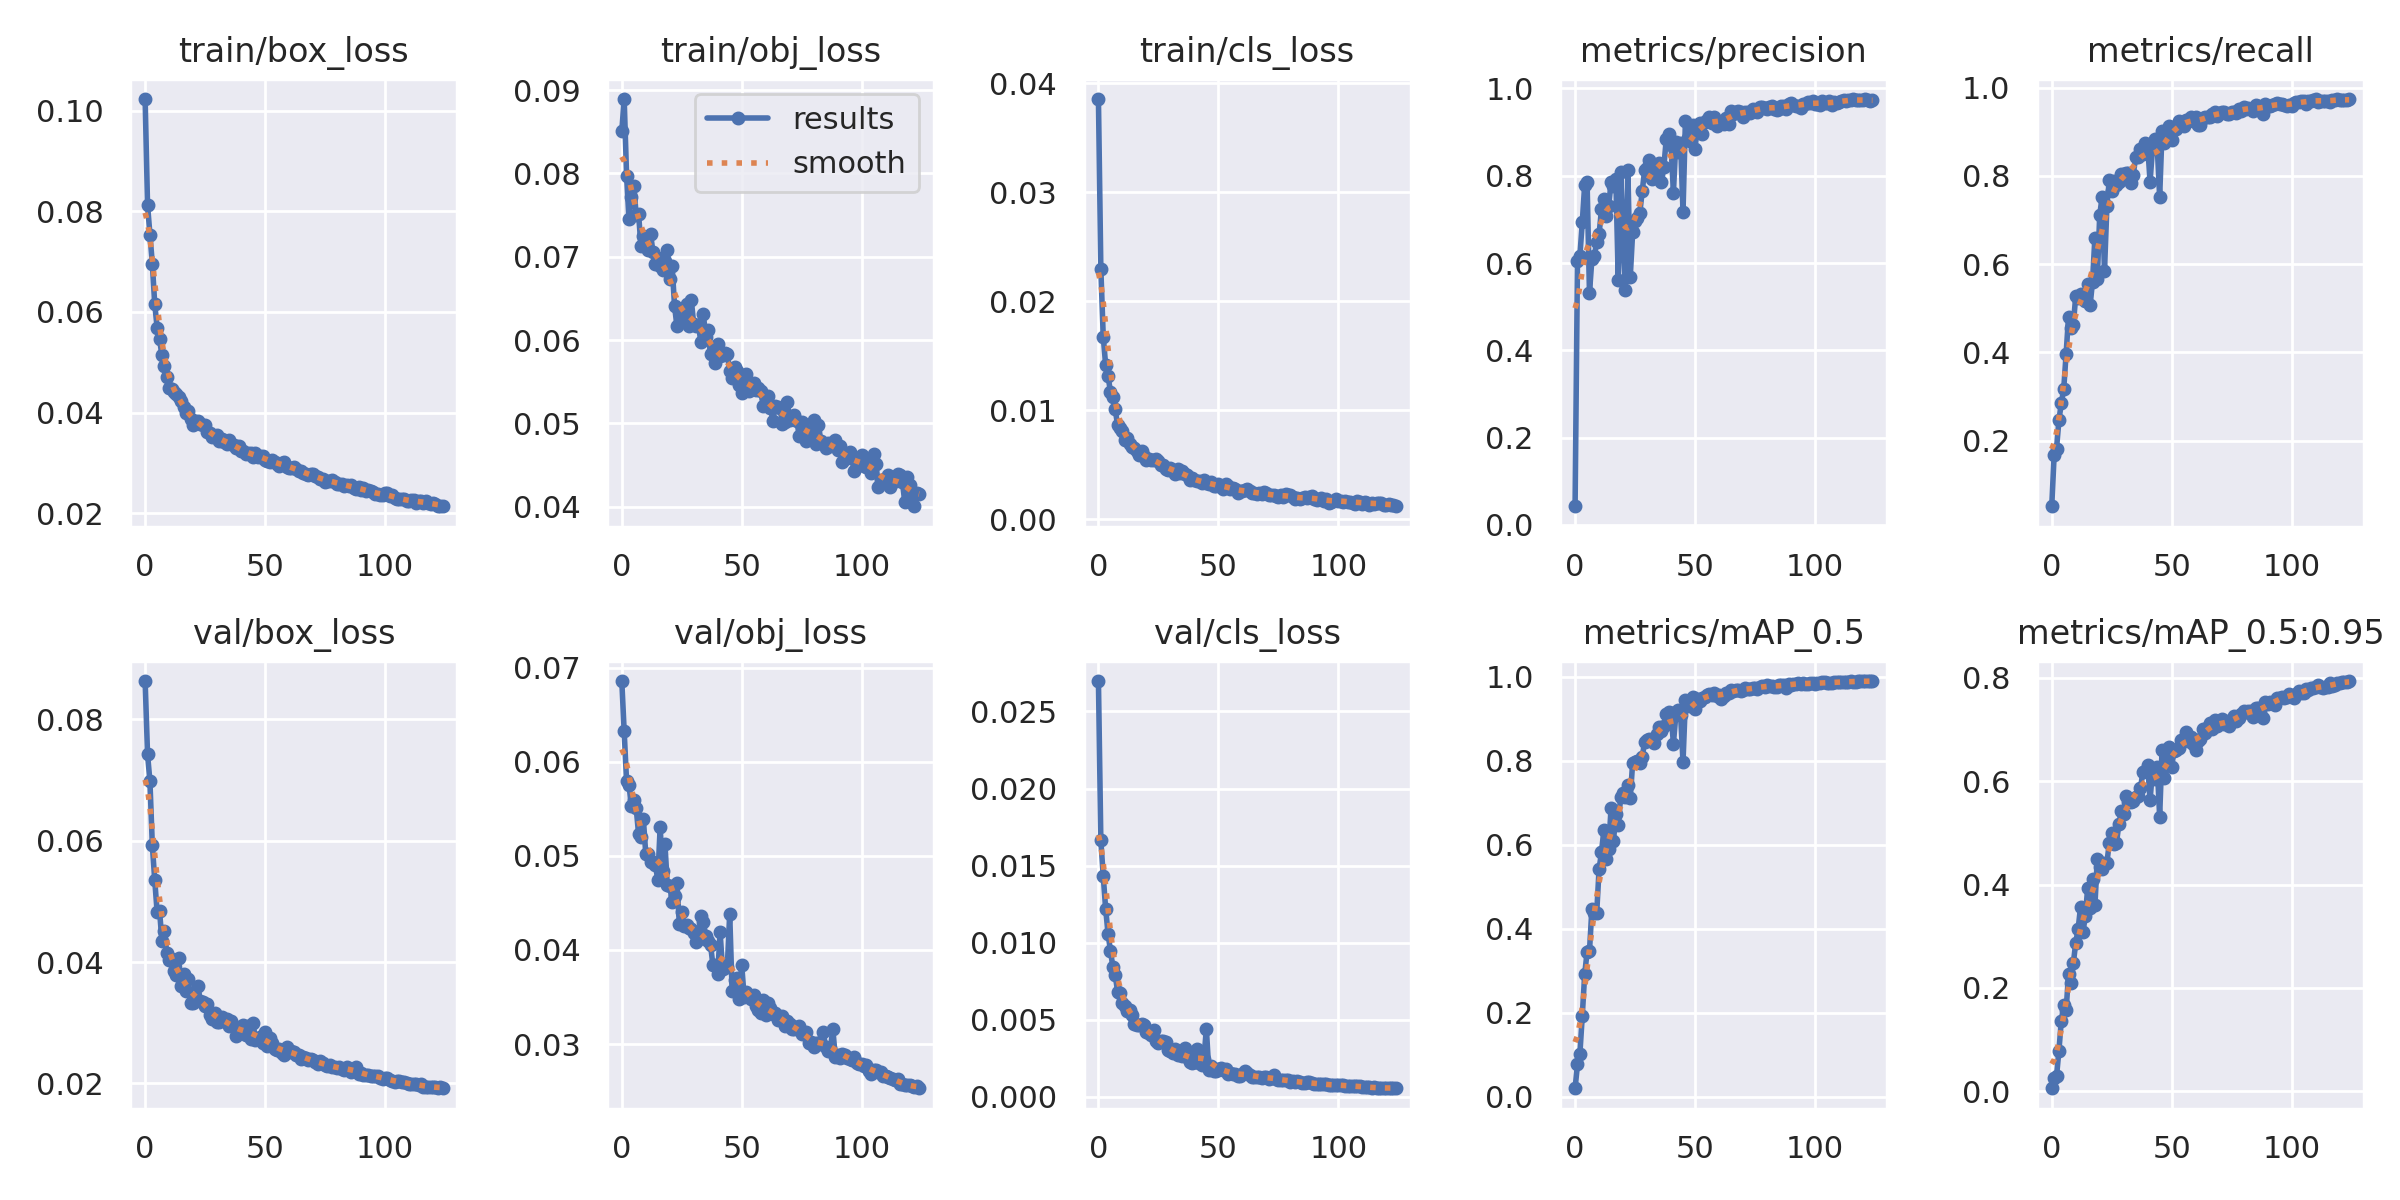 train/box_loss
0.10
0.08
0.06
0.04
0.02
0 50 100
train/obj_loss
0.09
0.08
0.07
0.06
0.05
0.04
results
smooth
0 50 100
train/cls_loss
0.04
0.03
0.02
0.01
0.00
0 50 100
metrics/precision
1.0
0.8
0.6
0.4
0.2
0.0
0 50 100
metrics/recall
1.0
0.8
0.6
0.4
0.2
0 50 100
val/box_loss
0.08
0.06
0.04
0.02
0 50 100
val/obj_loss
0.07
0.06
0.05
0.04
0.03
0 50 100
val/cls_loss
0.025
0.020
0.015
0.010
0.005
0.000
0 50 100
metrics/mAP_0.5
1.0
0.8
0.6
0.4
0.2
0.0
0 50 100
metrics/mAP_0.5:0.95
0.8
0.6
0.4
0.2
0.0
0 50 100